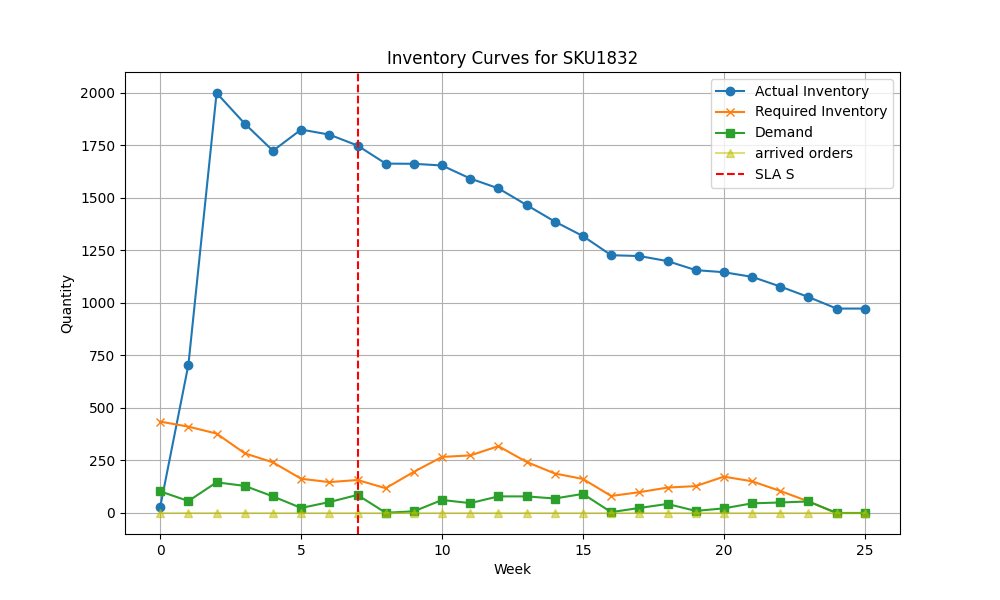 Inventory Curves for SKU1832
Actual Inventory
Required Inventory
Demand
arrived orders
SLA S
Quantity
2000
1750
1500
1250
1000
750
500
250
0
0 5 10 15 20 25
Week